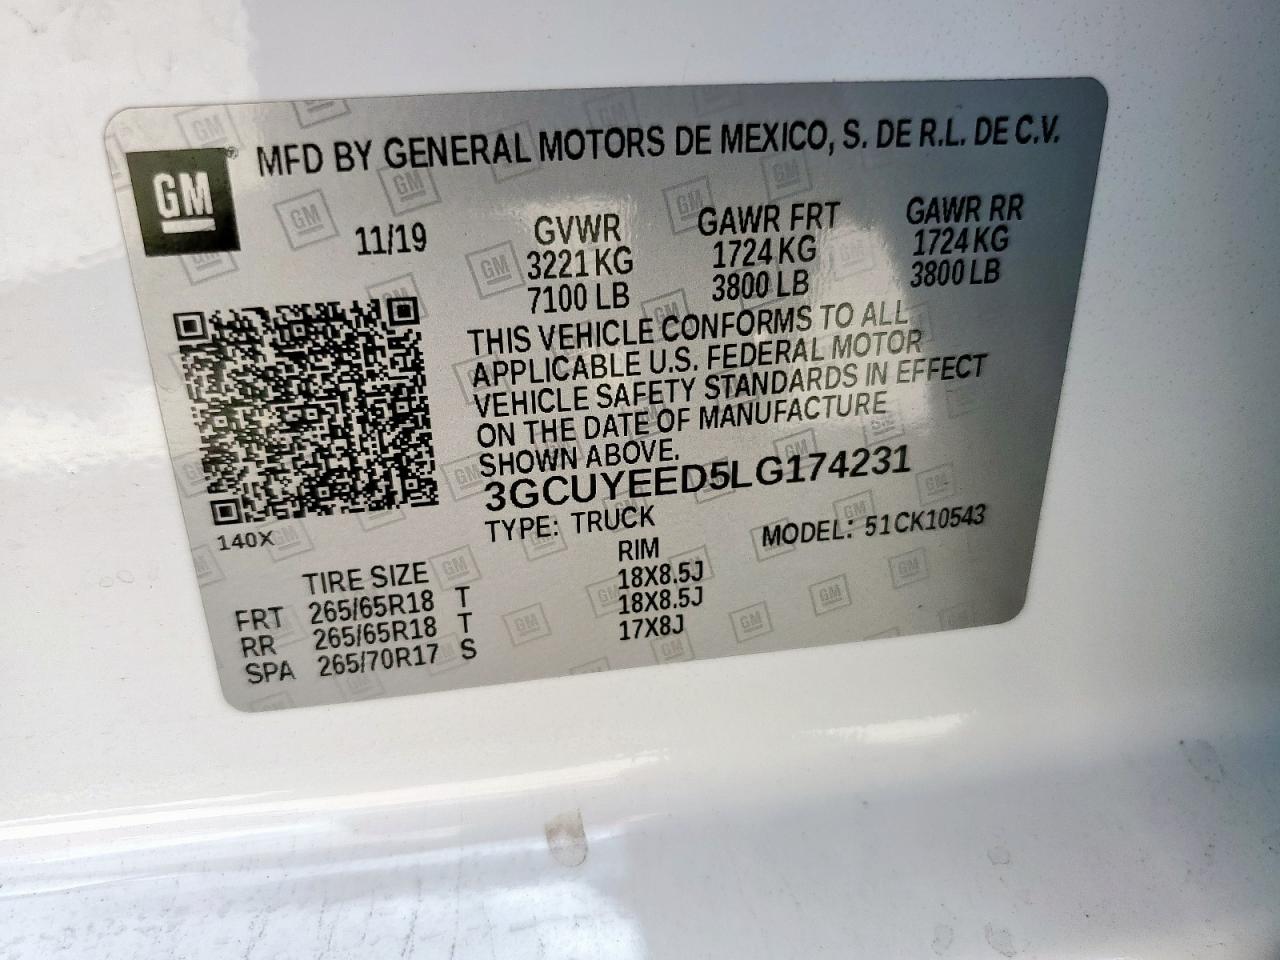 GM
®
MFD BY GENERAL MOTORS DE MEXICO, S. DE R.L. DE C.V.
11/19
GVWR
3221 KG
7100 LB
GAWR FRT
1724 KG
3800 LB
GAWR RR
1724 KG
3800 LB
THIS VEHICLE CONFORMS TO ALL
APPLICABLE U.S. FEDERAL MOTOR
VEHICLE SAFETY STANDARDS IN EFFECT
ON THE DATE OF MANUFACTURE
SHOWN ABOVE.
3GCUYEED5LG174231
TYPE: TRUCK
MODEL: 51CK10543
140X
TIRE SIZE RIM
FRT 265/65R18 T 18X8.5J
RR 265/65R18 T 18X8.5J
SPA 265/70R17 S 17X8J